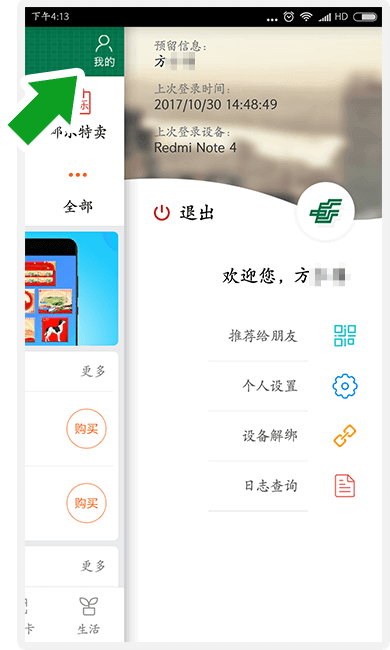 下午4:13
... HD
我的
预留信息：
方
上次登录时间：
2017/10/30 14:48:49
上次登录设备：
Redmi Note 4
乐
邮乐特卖
全部
退出
欢迎您，方
推荐给朋友
更多
个人设置
购买
设备解绑
日志查询
购买
更多
卡
生活